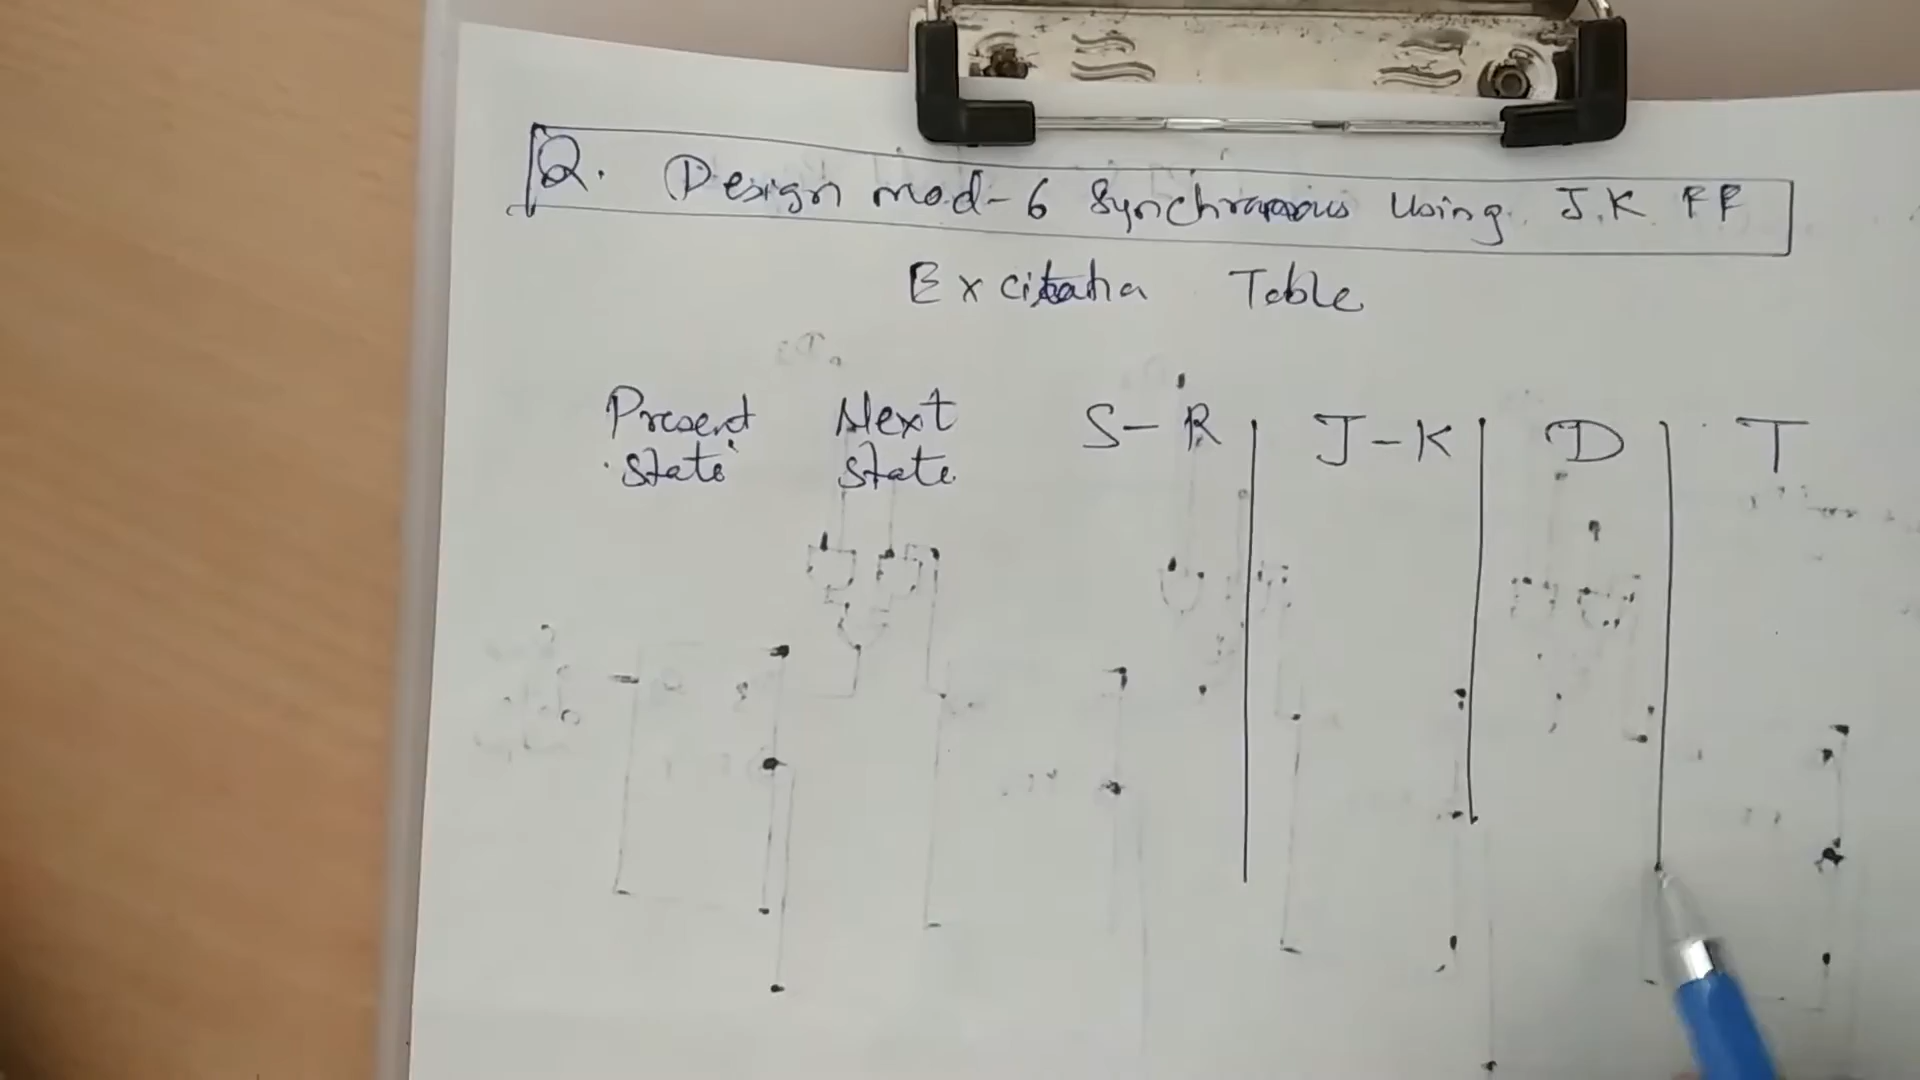 Q. Design mod-6 Synchronous Using J.K FF
Excitation Table
Present Next S-R J-K D T
state state